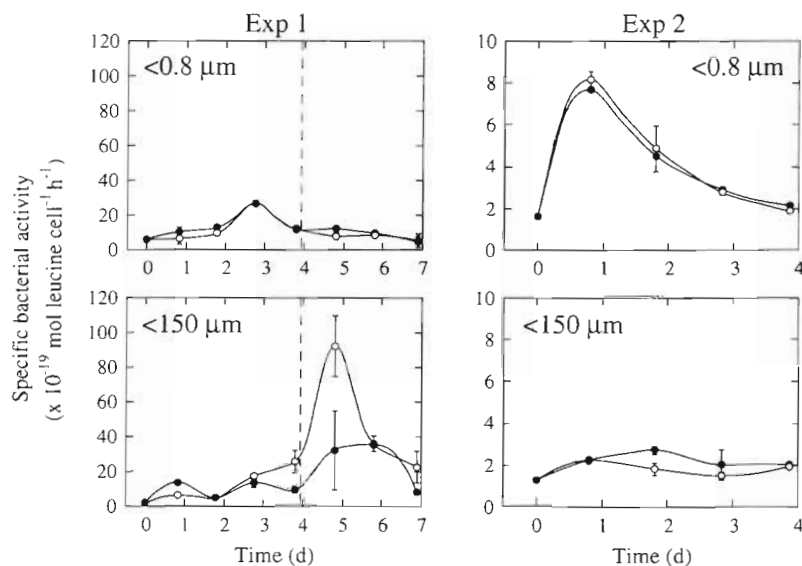 Exp 1
Exp 2
Specific bacterial activity
(x 10⁻¹⁹ mol leucine cell⁻¹ h⁻¹)
120
100
80
60
40
20
0
<0.8 µm
0 1 2 3 4 5 6 7
10
8
6
4
2
0
<0.8 µm
0 1 2 3 4
120
100
80
60
40
20
0
<150 µm
0 1 2 3 4 5 6 7
Time (d)
10
8
6
4
2
0
<150 µm
0 1 2 3 4
Time (d)